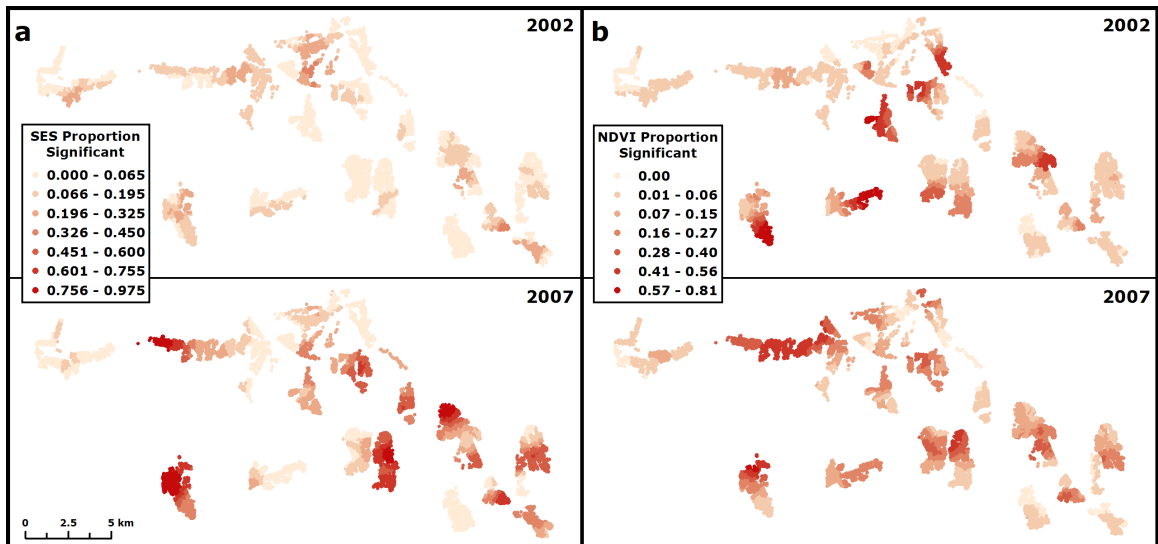 a
2002
SES Proportion
Significant
0.000 - 0.065
0.066 - 0.195
0.196 - 0.325
0.326 - 0.450
0.451 - 0.600
0.601 - 0.755
0.756 - 0.975
b
2002
NDVI Proportion
Significant
0.00
0.01 - 0.06
0.07 - 0.15
0.16 - 0.27
0.28 - 0.40
0.41 - 0.56
0.57 - 0.81
2007
0 2.5 5 km
2007